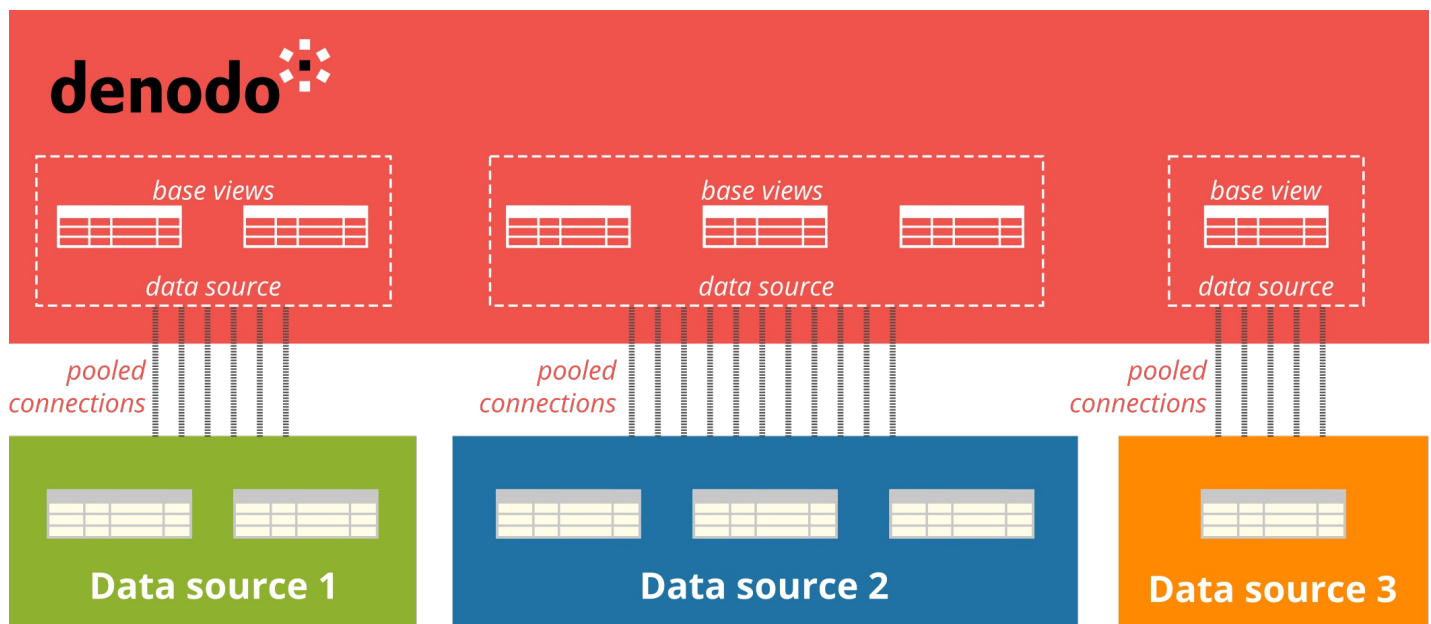 denodo
base views
data source
base views
data source
base view
data source
pooled
connections
pooled
connections
pooled
connections
Data source 1
Data source 2
Data source 3